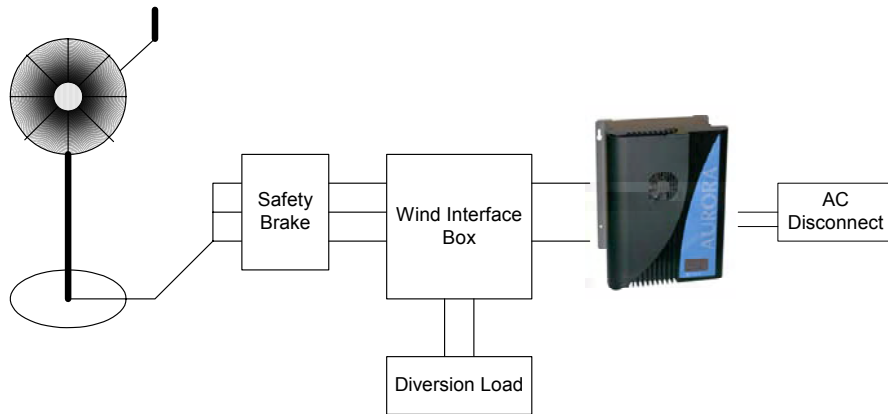 Safety
Brake
Wind Interface
Box
AURORA
AC
Disconnect
Diversion Load